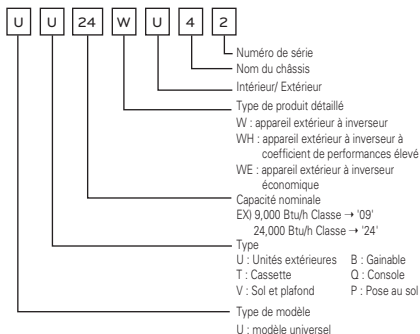 U U 24 W U 4 2
Numéro de série
Nom du châssis
Intérieur/ Extérieur
Type de produit détaillé
W : appareil extérieur à inverseur
WH : appareil extérieur à inverseur à
coefficient de performances élevé
WE : appareil extérieur à inverseur
économique
Capacité nominale
EX) 9,000 Btu/h Classe → '09'
24,000 Btu/h Classe → '24'
Type
U : Unités extérieures B : Gainable
T : Cassette Q : Console
V : Sol et plafond P : Pose au sol
Type de modèle
U : modèle universel